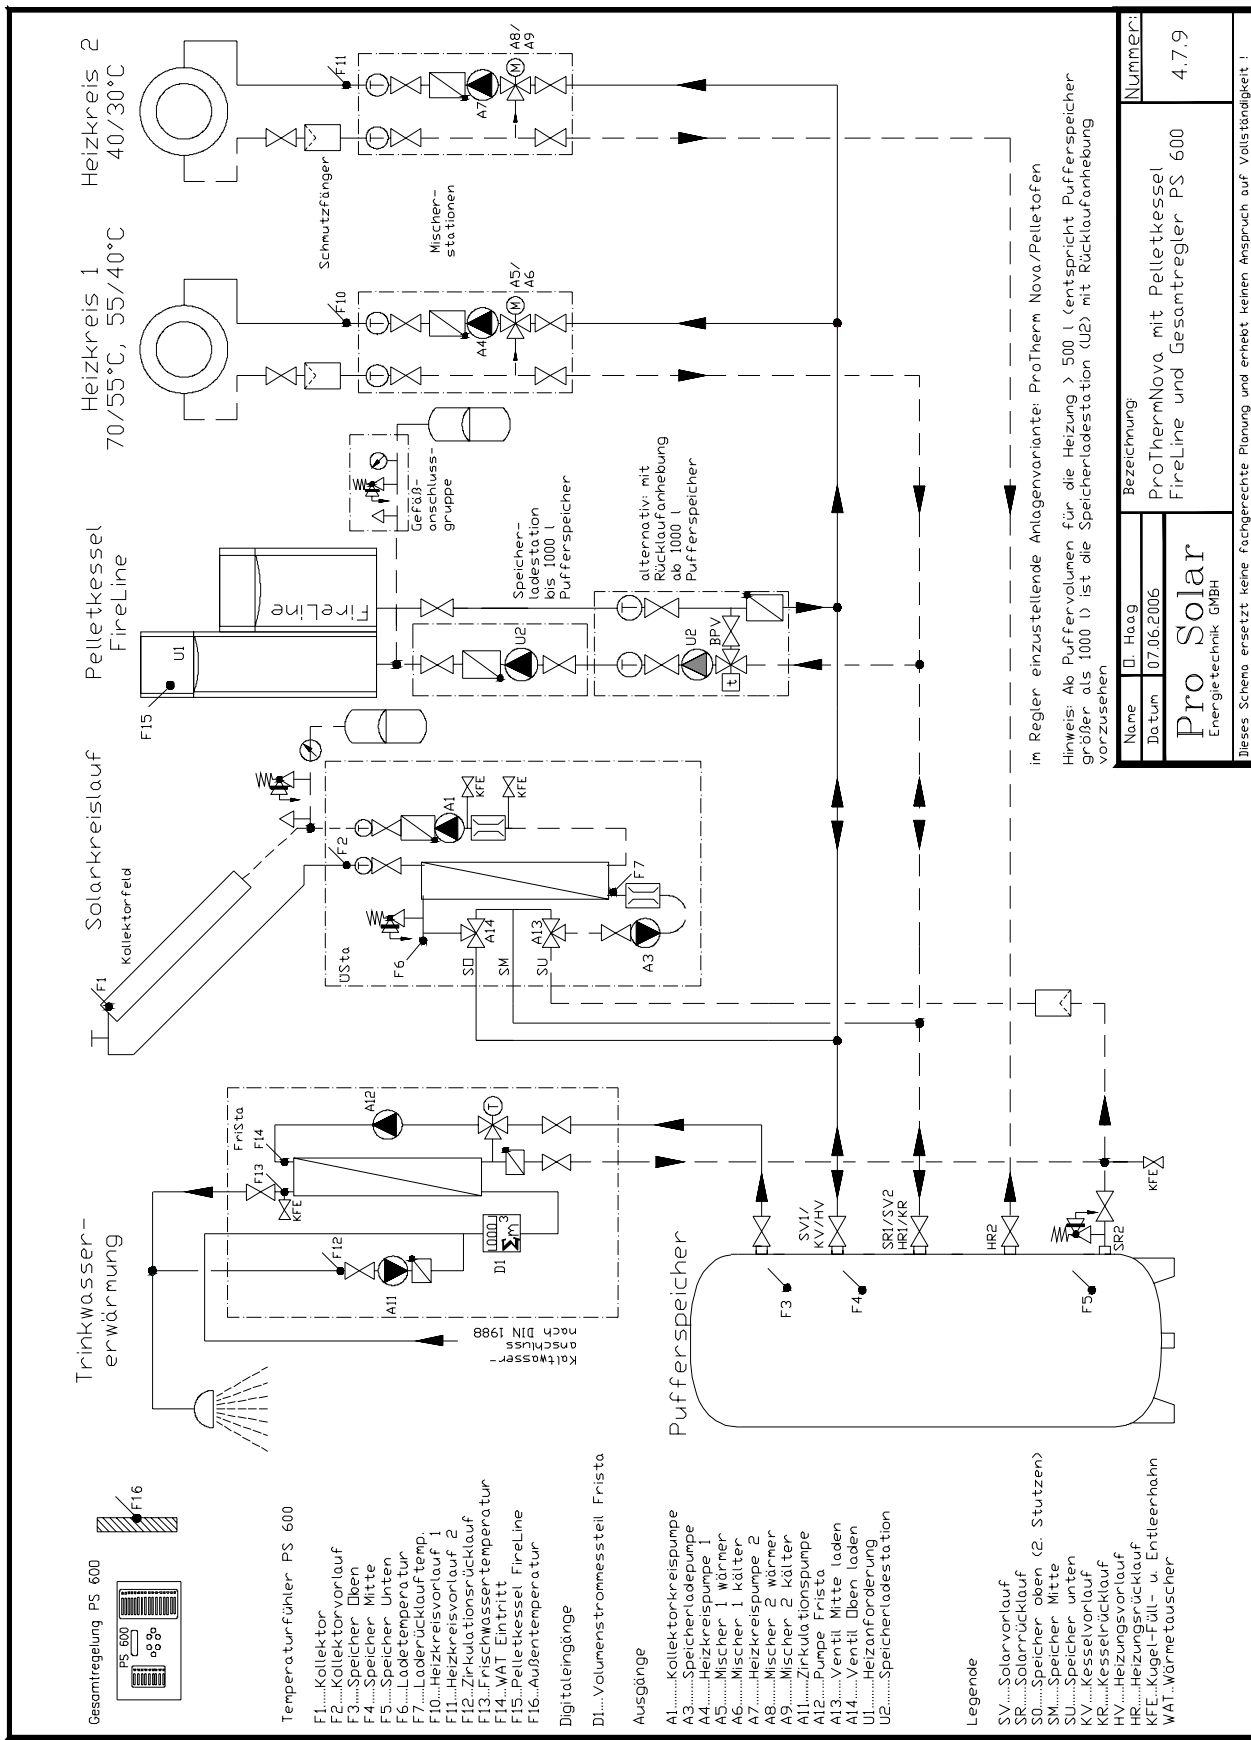 Gesamtregelung PS 600
PS 600
F16
Temperaturfühler PS 600
F1.....Kollektor
F2....Kollektorvorlauf
F3....Speicher Oben
F4....Speicher Mitte
F5....Speicher Unten
F6....Ladetemperatur
F7....Laderücklauftemp.
F10...Heizkreisvorlauf 1
F11...Heizkreisvorlauf 2
F12...Zirkulationsrücklauf
F13...Frischwassertemperatur
F14...WAT Eintritt
F15...Pelletkessel FireLine
F16...Außentemperatur
Digitaleingänge
D1...Volumenstrommessteil Frista
Ausgänge
A1......Kollektorkreispumpe
A3.....Speicherladepumpe
A4.....Heizkreispumpe 1
A5.....Mischer 1 wärmer
A6.....Mischer 1 kälter
A7.....Heizkreispumpe 2
A8.....Mischer 2 wärmer
A9.....Mischer 2 kälter
A11.....Zirkulationspumpe
A12....Pumpe Frista
A13....Ventil Mitte laden
A14....Ventil Oben laden
U1......Heizanforderung
U2.....Speicherladestation
Legende
SV....Solarvorlauf
SR....Solarrücklauf
SO....Speicher oben (2. Stutzen)
SM....Speicher Mitte
SU....Speicher unten
KV....Kesselvorlauf
KR....Kesselrücklauf
HV....Heizungsvorlauf
HR....Heizungsrücklauf
KFE..Kugel-Füll- u. Entleerhahn
WAT..Wärmetauscher
Trinkwasser-
erwärmung
FriSta
F14
F13
KFE
A12
T
F12
A11
D1
1000
Σm³
Kaltwasser-
anschluss
nach DIN 1988
Pufferspeicher
F3
F4
F5
SV1/
KV/HV
SR1/SV2
HR1/KR
HR2
SR2
KFE
Solarkreislauf
Kollektorfeld
F1
F2
T
T
A1
KFE
KFE
F7
F6
ÜSta
A14
A13
A3
SO
SM
SU
Pelletkessel
FireLine
U1
F15
FireLine
Gefäß-
anschluss-
gruppe
Speicher-
ladestation
bis 1000 l
Pufferspeicher
U2
alternativ: mit
Rücklaufanhebung
ab 1000 l
Pufferspeicher
T
T
U2
BPV
t
Heizkreis 1
70/55°C, 55/40°C
F10
T
T
A4
M
A5/
A6
Schmutzfänger
Mischer-
stationen
Heizkreis 2
40/30°C
F11
T
T
A7
M
A8/
A9
im Regler einzustellende Anlagenvariante: ProTherm Nova/Pelletofen
Hinweis: Ab Puffervolumen für die Heizung > 500 l (entspricht Pufferspeicher
größer als 1000 l) ist die Speicherladestation (U2) mit Rücklaufanhebung
vorzusehen
Name
D. Haag
Datum
07.06.2006
Pro Solar
Energietechnik GMBH
Bezeichnung:
ProThermNova mit Pelletkessel
FireLine und Gesamtregler PS 600
Nummer:
4.7.9
Dieses Schema ersetzt keine fachgerechte Planung und erhebt keinen Anspruch auf Vollständigkeit !